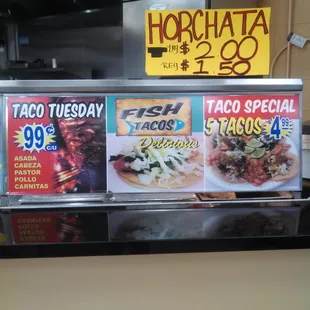 HORCHATA
$2.00
REG $1.50
TACO TUESDAY
99¢
C/U
ASADA
CABEZA
PASTOR
POLLO
CARNITAS
FISH
TACOS
Delicious
TACO SPECIAL
5 TACOS $4.99